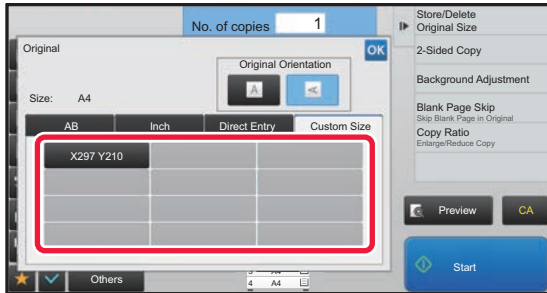 No. of copies 1
Store/Delete
Original Size
2-Sided Copy
Background Adjustment
Blank Page Skip
Skip Blank Page in Original
Copy Ratio
Enlarge/Reduce Copy
Original
OK
Original Orientation
A A
Size: A4
AB Inch Direct Entry Custom Size
X297 Y210
Preview CA
Start
Others
4 A4